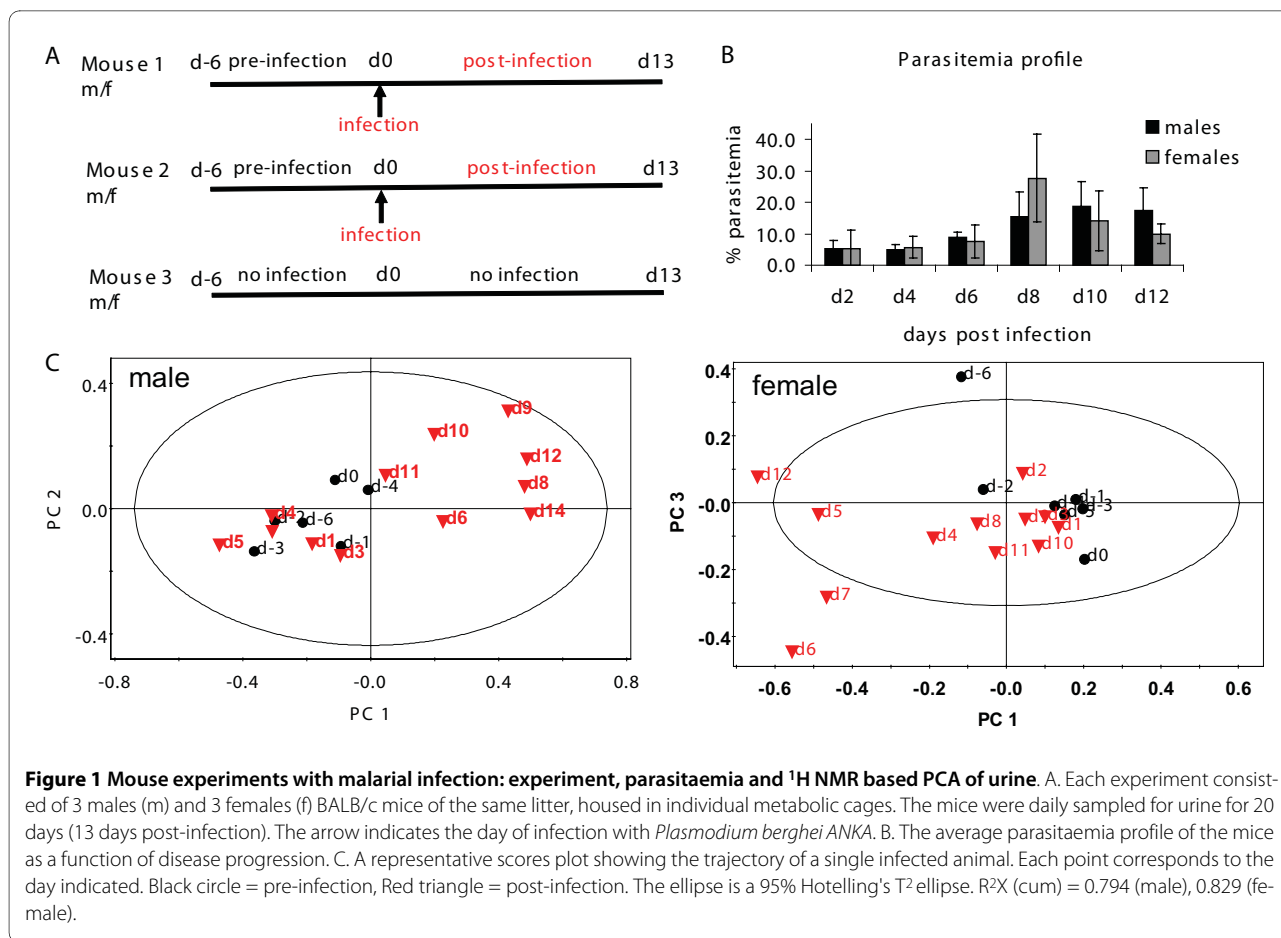 A
Mouse 1
m/f
d-6 pre-infection d0 post-infection d13
infection
Mouse 2
m/f
d-6 pre-infection d0 post-infection d13
infection
Mouse 3
m/f
d-6 no infection d0 no infection d13
B
Parasitemia profile
males
females
% parasitemia
40.0
30.0
20.0
10.0
0.0
d2 d4 d6 d8 d10 d12
days post infection
C
male
PC 2
0.4
0.0
-0.4
d9
d10
d12
d11
d0
d-4
d8
d14
d6
d4
d-2
d-6
d5
d-3
d1
d-1
d3
-0.8 -0.4 -0.0 0.4 0.8
PC 1
female
PC 3
0.4
0.2
-0.0
-0.2
-0.4
d-6
d12
d2
d-2
d-1
d-3
d5
d8
d1
d4
d11
d10
d0
d7
d6
-0.6 -0.4 -0.2 -0.0 0.2 0.4 0.6
PC 1
Figure 1 Mouse experiments with malarial infection: experiment, parasitaemia and ¹H NMR based PCA of urine. A. Each experiment consist-
ed of 3 males (m) and 3 females (f) BALB/c mice of the same litter, housed in individual metabolic cages. The mice were daily sampled for urine for 20
days (13 days post-infection). The arrow indicates the day of infection with Plasmodium berghei ANKA. B. The average parasitaemia profile of the mice
as a function of disease progression. C. A representative scores plot showing the trajectory of a single infected animal. Each point corresponds to the
day indicated. Black circle = pre-infection, Red triangle = post-infection. The ellipse is a 95% Hotelling's T² ellipse. R²X (cum) = 0.794 (male), 0.829 (fe-
male).